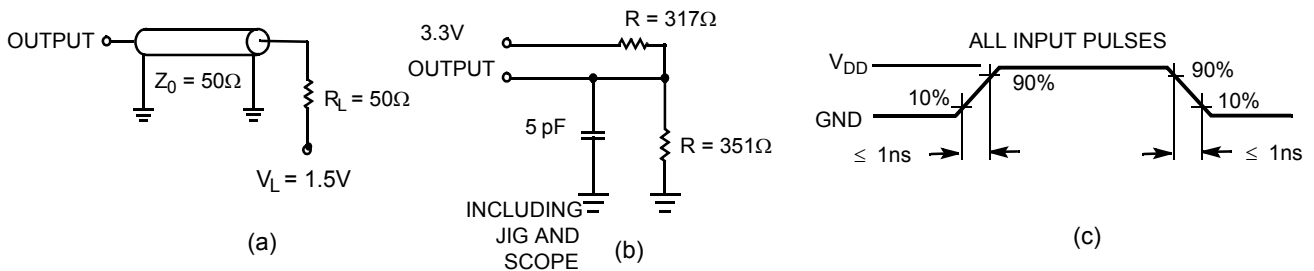 OUTPUT
Z0 = 50Ω
RL = 50Ω
VL = 1.5V
(a)
R = 317Ω
3.3V
OUTPUT
5 pF
R = 351Ω
INCLUDING
JIG AND
SCOPE
(b)
ALL INPUT PULSES
VDD
90%
90%
10%
10%
GND
≤ 1ns
≤ 1ns
(c)